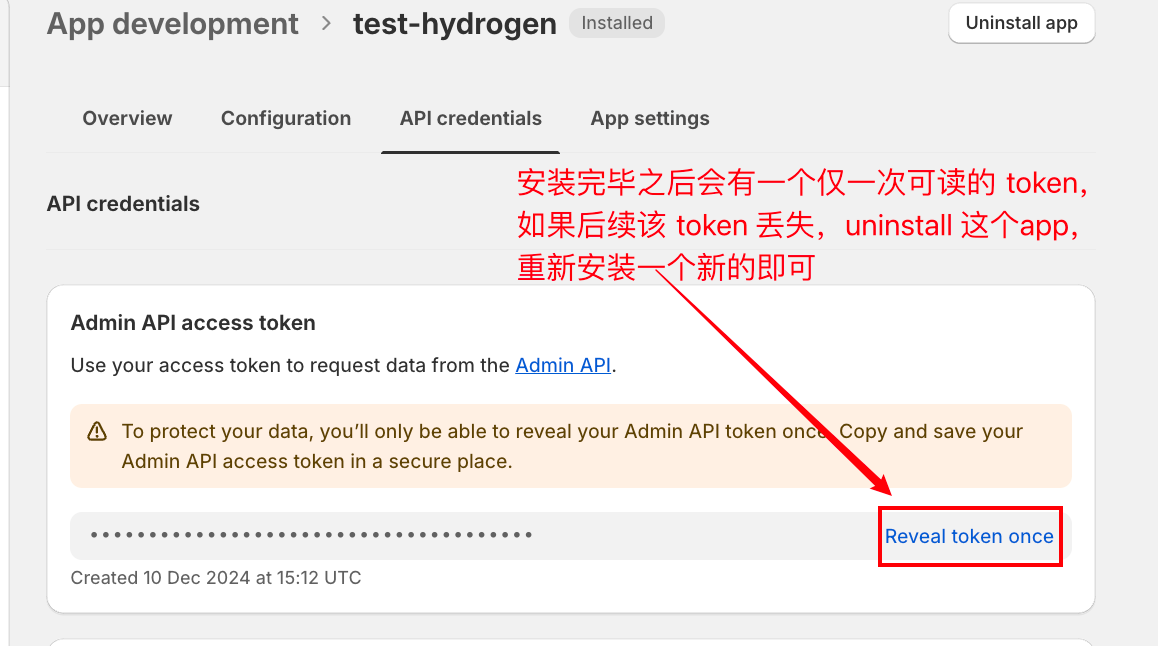 App development > test-hydrogen Installed Uninstall app
Overview Configuration API credentials App settings
API credentials
安装完毕之后会有一个仅一次可读的 token，
如果后续该 token 丢失，uninstall 这个app，
重新安装一个新的即可
Admin API access token
Use your access token to request data from the Admin API.
To protect your data, you’ll only be able to reveal your Admin API token once. Copy and save your
Admin API access token in a secure place.
••••••••••••••••••••••••••••••••••••••
Reveal token once
Created 10 Dec 2024 at 15:12 UTC